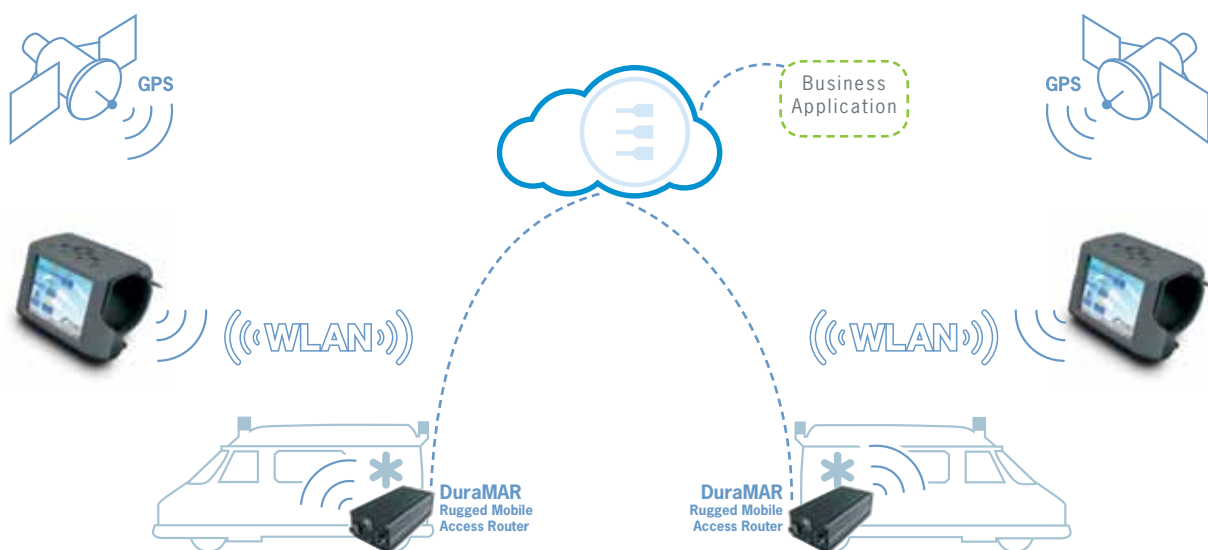 GPS
Business
Application
GPS
WLAN
WLAN
DuraMAR
Rugged Mobile
Access Router
DuraMAR
Rugged Mobile
Access Router